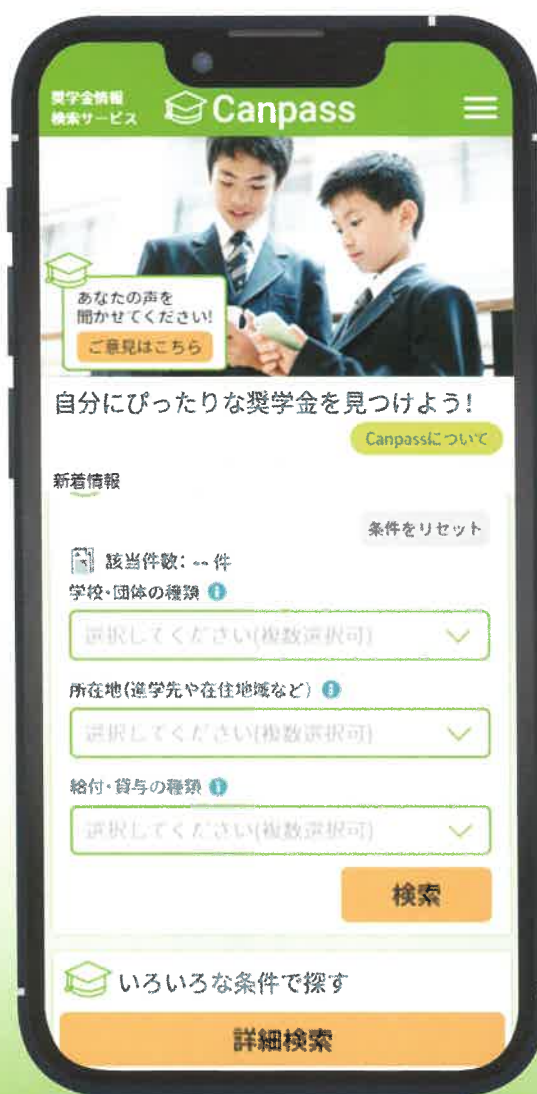 奨学金情報
検索サービス
Canpass
あなたの声を
聞かせてください!
ご意見はこちら
自分にぴったりな奨学金を見つけよう!
Canpassについて
新着情報
条件をリセット
該当件数: -- 件
学校・団体の種類
選択してください(複数選択可)
所在地(進学先や在住地域など)
選択してください(複数選択可)
給付・貸与の種類
選択してください(複数選択可)
検索
いろいろな条件で探す
詳細検索